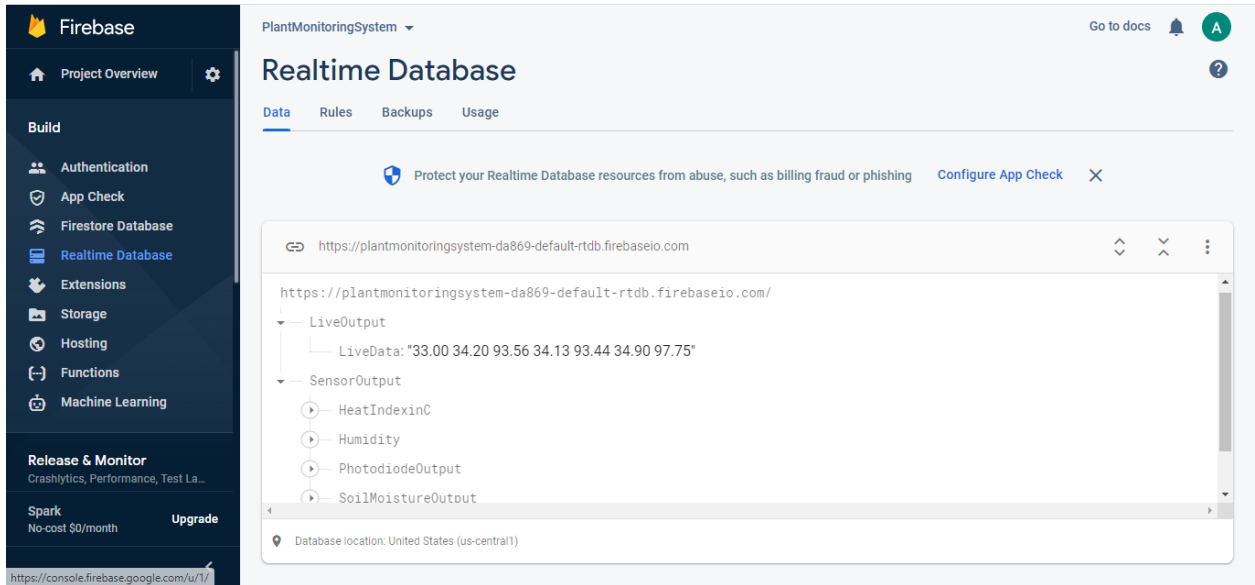 Firebase
Project Overview
Build
Authentication
App Check
Firestore Database
Realtime Database
Extensions
Storage
Hosting
Functions
Machine Learning
Release & Monitor
Crashlytics, Performance, Test La...
Spark
No-cost $0/month
Upgrade
https://console.firebase.google.com/u/1/
PlantMonitoringSystem
Go to docs
A
Realtime Database
Data Rules Backups Usage
Protect your Realtime Database resources from abuse, such as billing fraud or phishing Configure App Check
https://plantmonitoringsystem-da869-default-rtdb.firebaseio.com
https://plantmonitoringsystem-da869-default-rtdb.firebaseio.com/
LiveOutput
LiveData: "33.00 34.20 93.56 34.13 93.44 34.90 97.75"
SensorOutput
HeatIndexinC
Humidity
PhotodiodeOutput
SoilMoistureOutput
Database location: United States (us-central1)